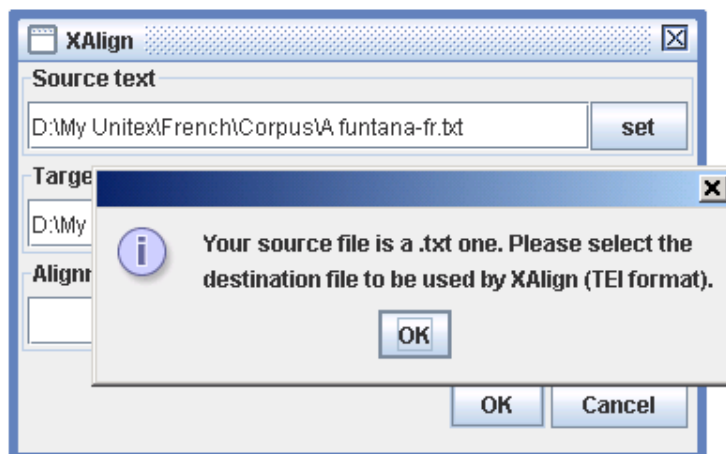 XAlign
Source text
D:\My Unitex\French\Corpus\A funtana-fr.txt
set
Targe
D:\My
Your source file is a .txt one. Please select the
destination file to be used by XAlign (TEI format).
OK
Alignr
OK
Cancel